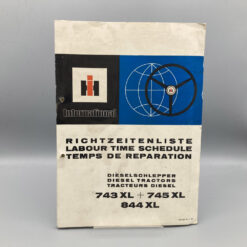 IH
International
RICHTZEITENLISTE
LABOUR TIME SCHEDULE
TEMPS DE REPARATION
DIESELSCHLEPPER
DIESEL TRACTORS
TRACTEURS DIESEL
743 XL + 745 XL
844 XL